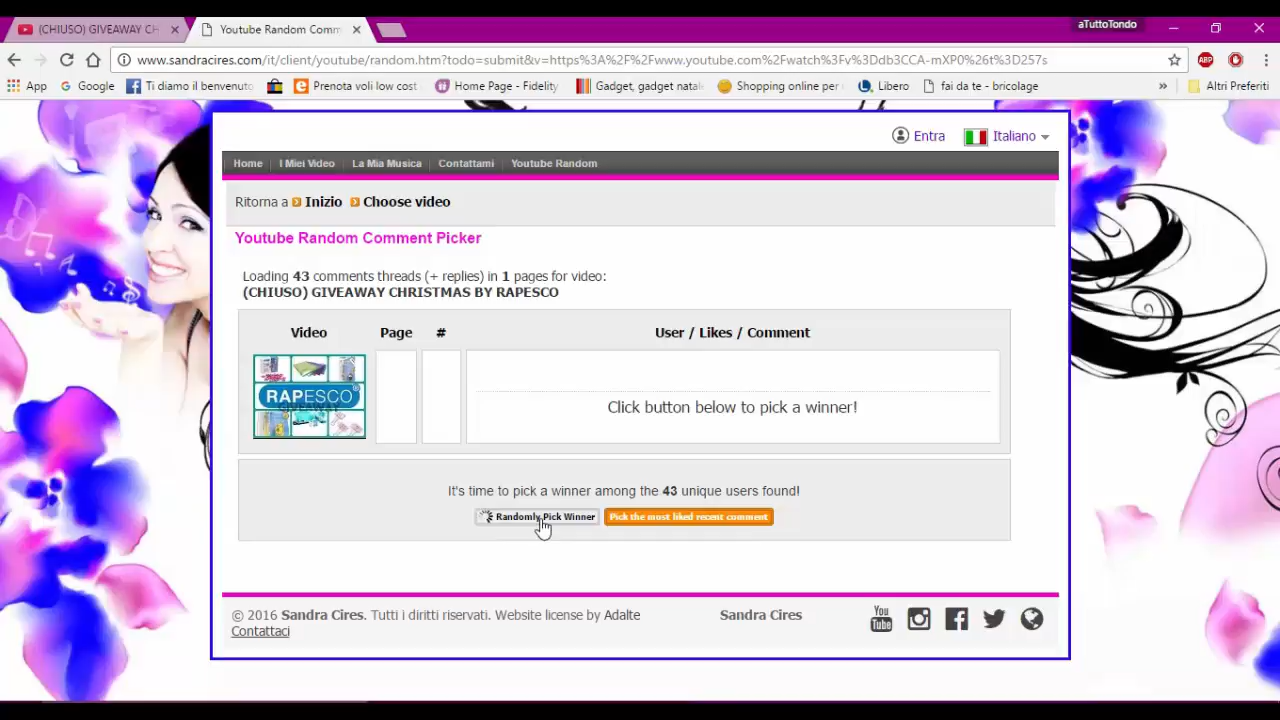 (CHIUSO) GIVEAWAY CH
Youtube Random Comm
aTuttoTondo
www.sandracires.com/it/client/youtube/random.htm?todo=submit&t=https%3A%2F%2Fwww.youtube.com%2Fwatch%3Fv%3Ddb3CCA-mXP0%26t%3D257s
ABP
App
Google
Ti diamo il benvenuto
Prenota voli low cost
Home Page - Fidelity
Gadget, gadget natal
Shopping online per
Libero
fai da te - bricolage
»
Altri Preferiti
Entra
Italiano
Home
I Miei Video
La Mia Musica
Contattami
Youtube Random
Ritorna a Inizio Choose video
Youtube Random Comment Picker
Loading 43 comments threads (+ replies) in 1 pages for video:
(CHIUSO) GIVEAWAY CHRISTMAS BY RAPESCO
Video
Page
#
User / Likes / Comment
RAPESCO®
GIVEAWAY
Click button below to pick a winner!
It's time to pick a winner among the 43 unique users found!
Randomly Pick Winner
Pick the most liked recent comment
© 2016 Sandra Cires. Tutti i diritti riservati. Website license by Adalte
Contattaci
Sandra Cires
You
Tube